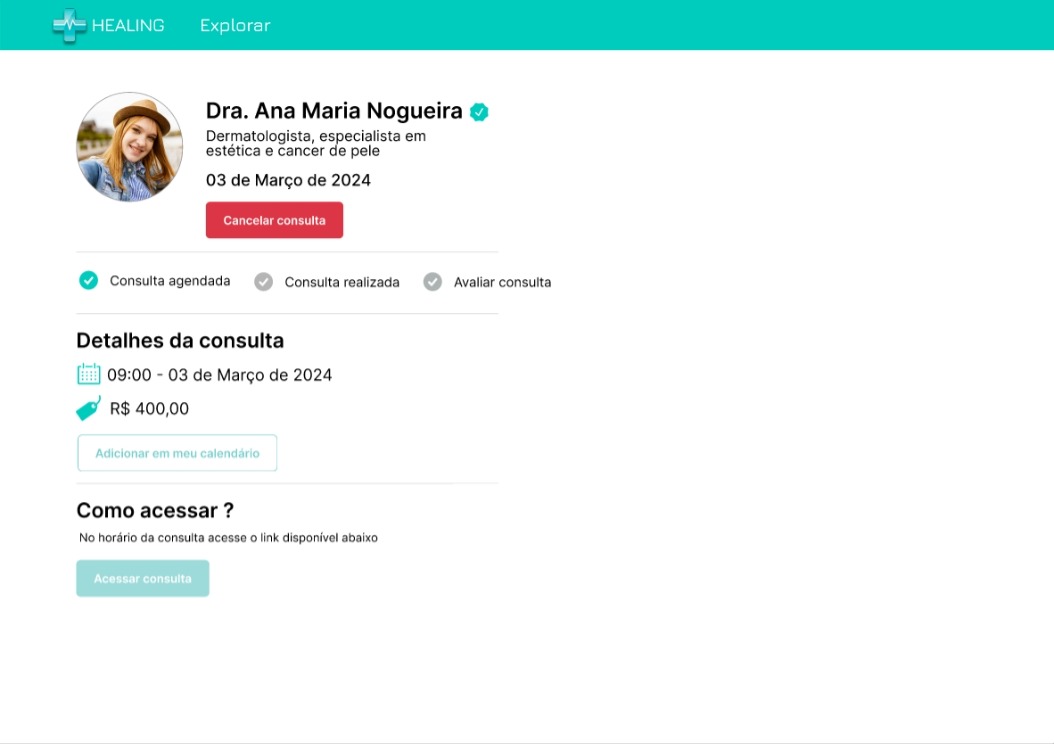 HEALING Explorar
Dra. Ana Maria Nogueira
Dermatologista, especialista em
estética e cancer de pele
03 de Março de 2024
Cancelar consulta
Consulta agendada Consulta realizada Avaliar consulta
Detalhes da consulta
09:00 - 03 de Março de 2024
R$ 400,00
Adicionar em meu calendário
Como acessar ?
No horário da consulta acesse o link disponível abaixo
Acessar consulta